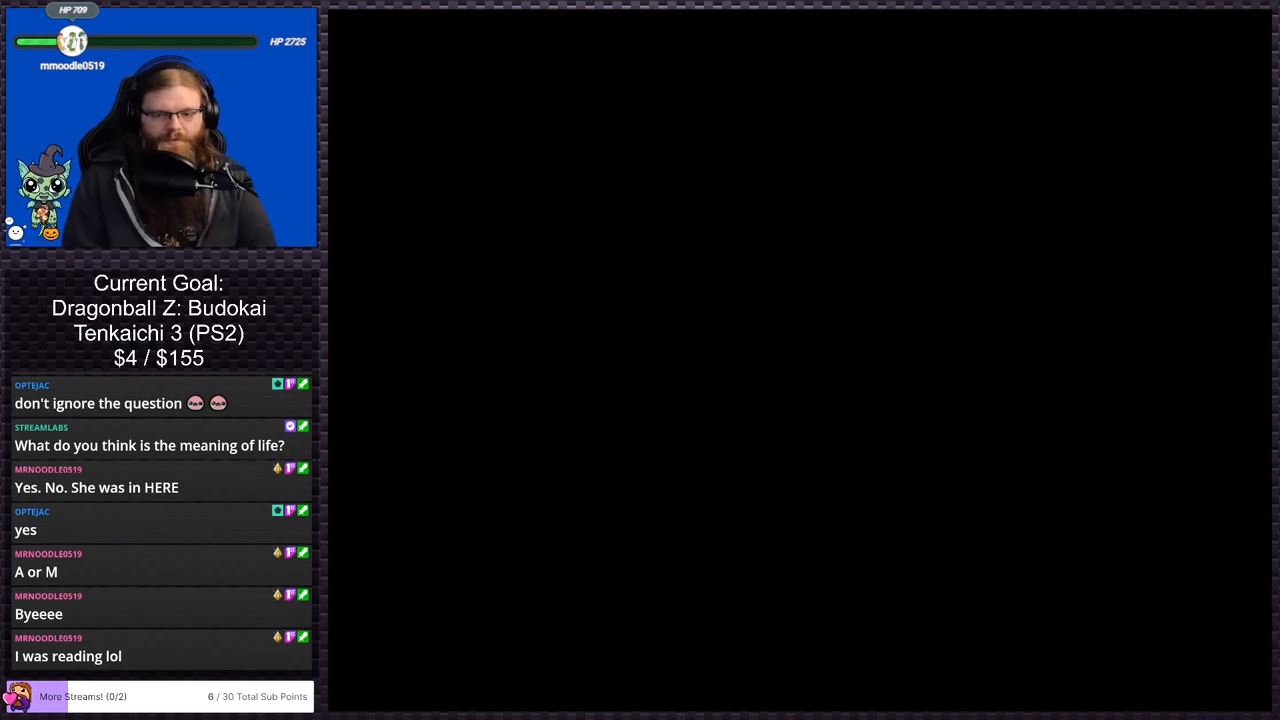 HP 709
HP 2725
mmoodle0519
Current Goal:
Dragonball Z: Budokai
Tenkaichi 3 (PS2)
$4 / $155
OPTEJAC
don't ignore the question
STREAMLABS
What do you think is the meaning of life?
MRNOODLE0519
Yes. No. She was in HERE
OPTEJAC
yes
MRNOODLE0519
A or M
MRNOODLE0519
Byeeee
MRNOODLE0519
I was reading lol
More Streams! (0/2)
6 / 30 Total Sub Points